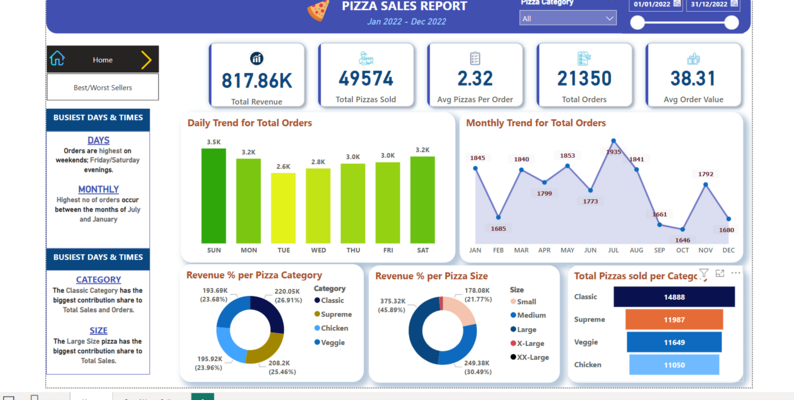 PIZZA SALES REPORT
Jan 2022 - Dec 2022
Pizza Category
All
01/01/2022
31/12/2022
Home
Best/Worst Sellers
817.86K
Total Revenue
49574
Total Pizzas Sold
2.32
Avg Pizzas Per Order
21350
Total Orders
38.31
Avg Order Value
BUSIEST DAYS & TIMES
DAYS
Orders are highest on
weekends; Friday/Saturday
evenings.
MONTHLY
Highest no of orders occur
between the months of July
and January
BUSIEST DAYS & TIMES
CATEGORY
The Classic Category has the
biggest contribution share to
Total Sales and Orders.
SIZE
The Large Size pizza has the
biggest contribution share to
Total Sales.
Daily Trend for Total Orders
3.5K
3.2K
2.6K
2.8K
3.0K
3.0K
3.2K
SUN MON TUE WED THU FRI SAT
Monthly Trend for Total Orders
1845
1685
1840
1799
1853
1773
1935
1841
1661
1646
1792
1680
JAN FEB MAR APR MAY JUN JUL AUG SEP OCT NOV DEC
Revenue % per Pizza Category
193.69K
(23.68%)
220.05K
(26.91%)
195.92K
(23.96%)
208.2K
(25.46%)
Category
Classic
Supreme
Chicken
Veggie
Revenue % per Pizza Size
375.32K
(45.89%)
178.08K
(21.77%)
249.38K
(30.49%)
Size
Small
Medium
Large
X-Large
XX-Large
Total Pizzas sold per Categ
Classic 14888
Supreme 11987
Veggie 11649
Chicken 11050